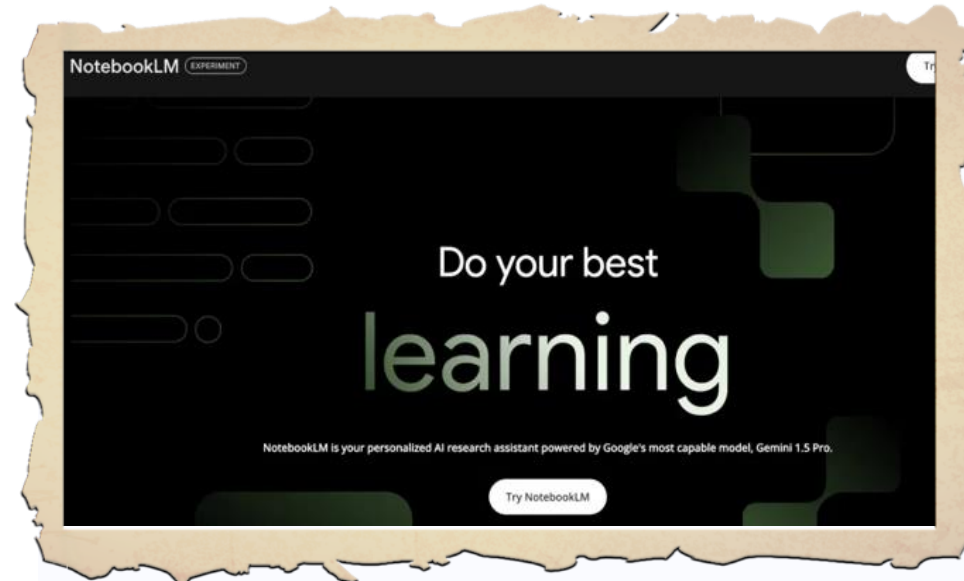 NotebookLM EXPERIMENT
Do your best
learning
NotebookLM is your personalized AI research assistant powered by Google's most capable model, Gemini 1.5 Pro.
Try NotebookLM